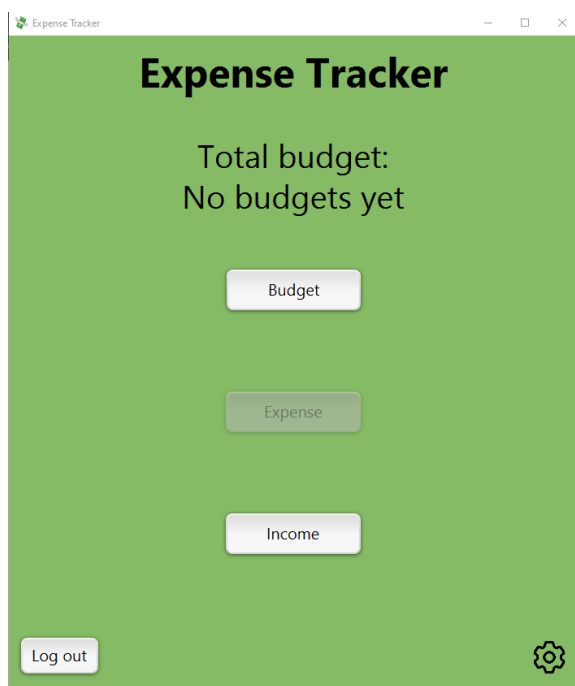 Expense Tracker
Expense Tracker
Total budget:
No budgets yet
Budget
Expense
Income
Log out